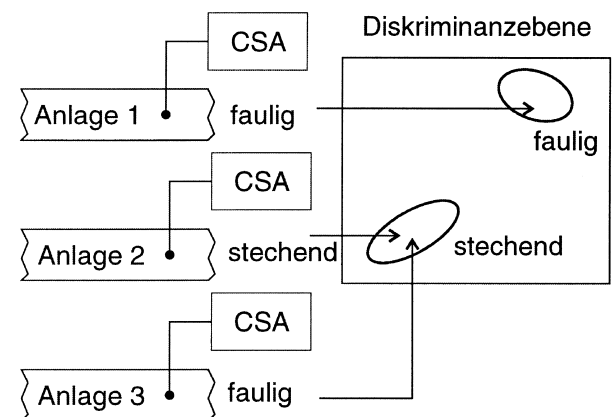 Diskriminanzebene
CSA
Anlage 1 faulig
faulig
CSA
Anlage 2 stechend
stechend
CSA
Anlage 3 faulig